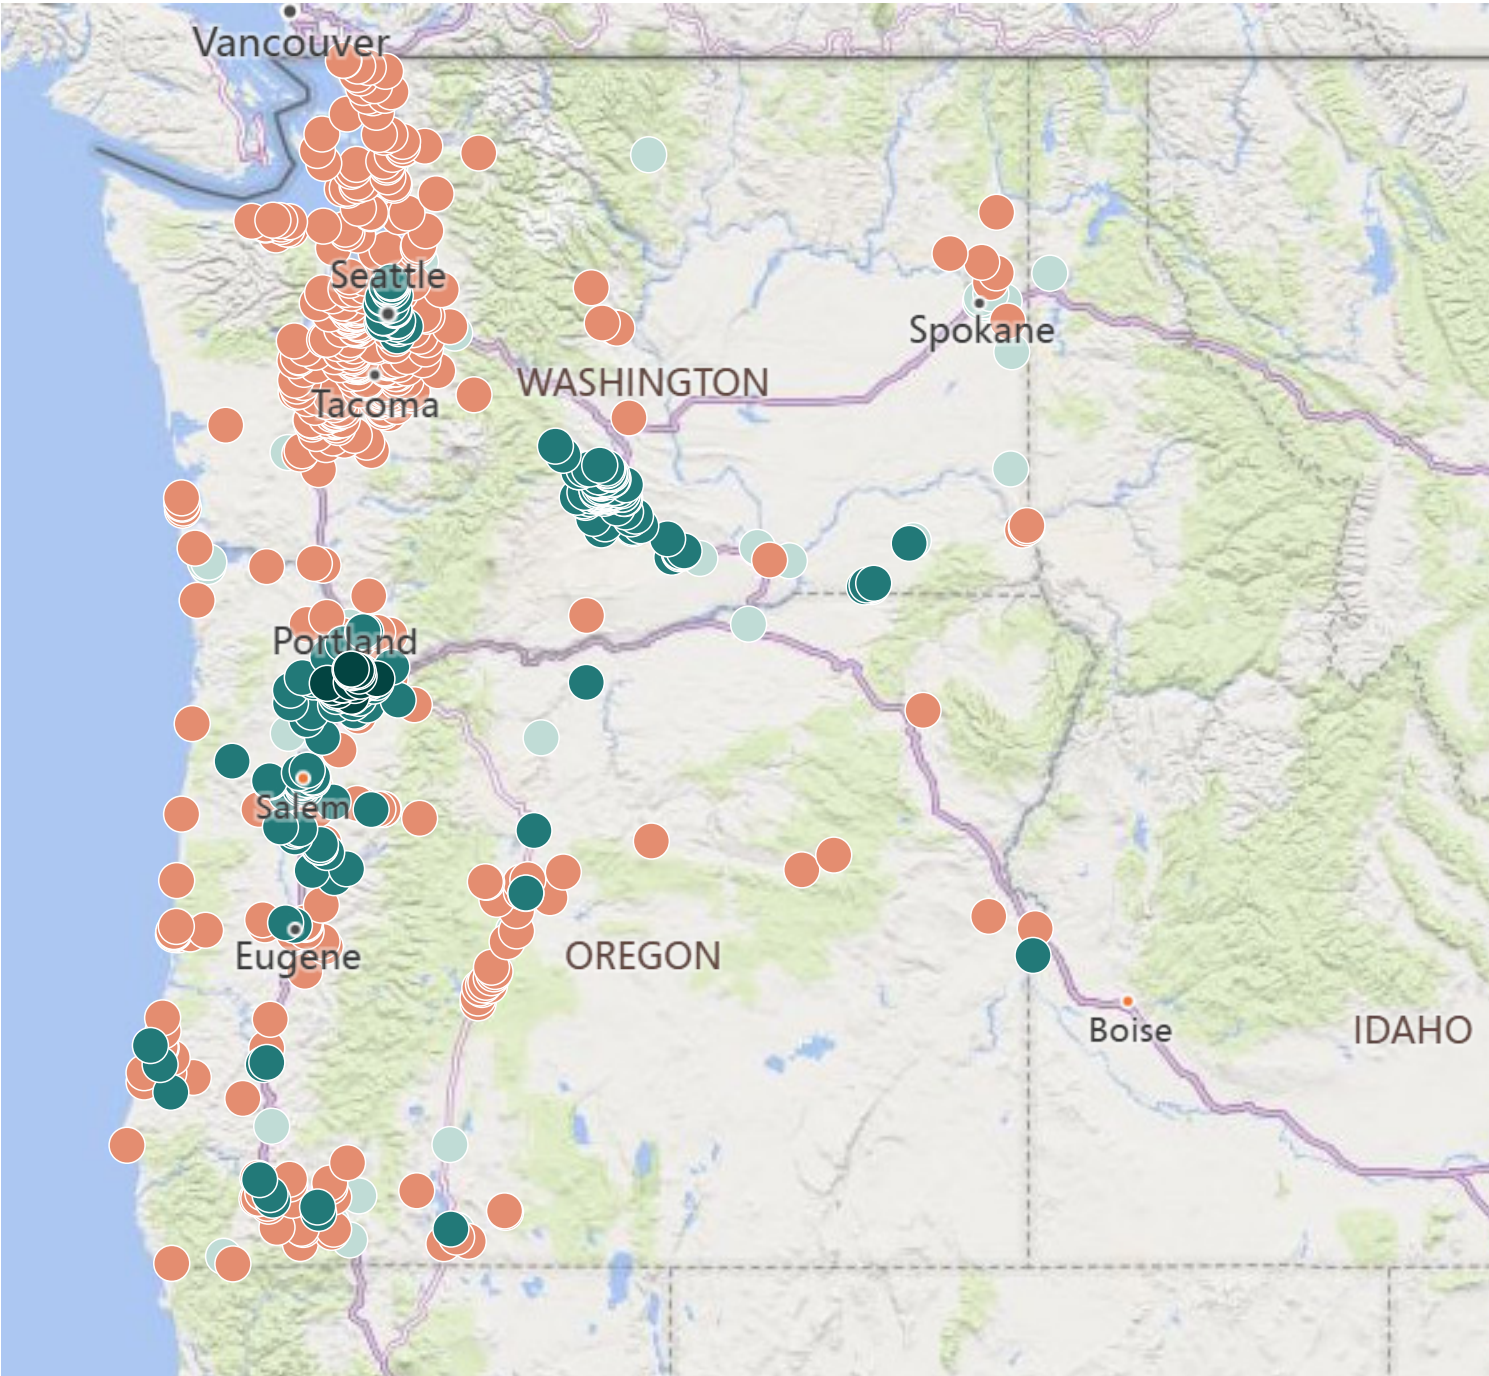 Vancouver
Seattle
Spokane
WASHINGTON
Tacoma
Portland
Salem
Eugene
OREGON
Boise
IDAHO